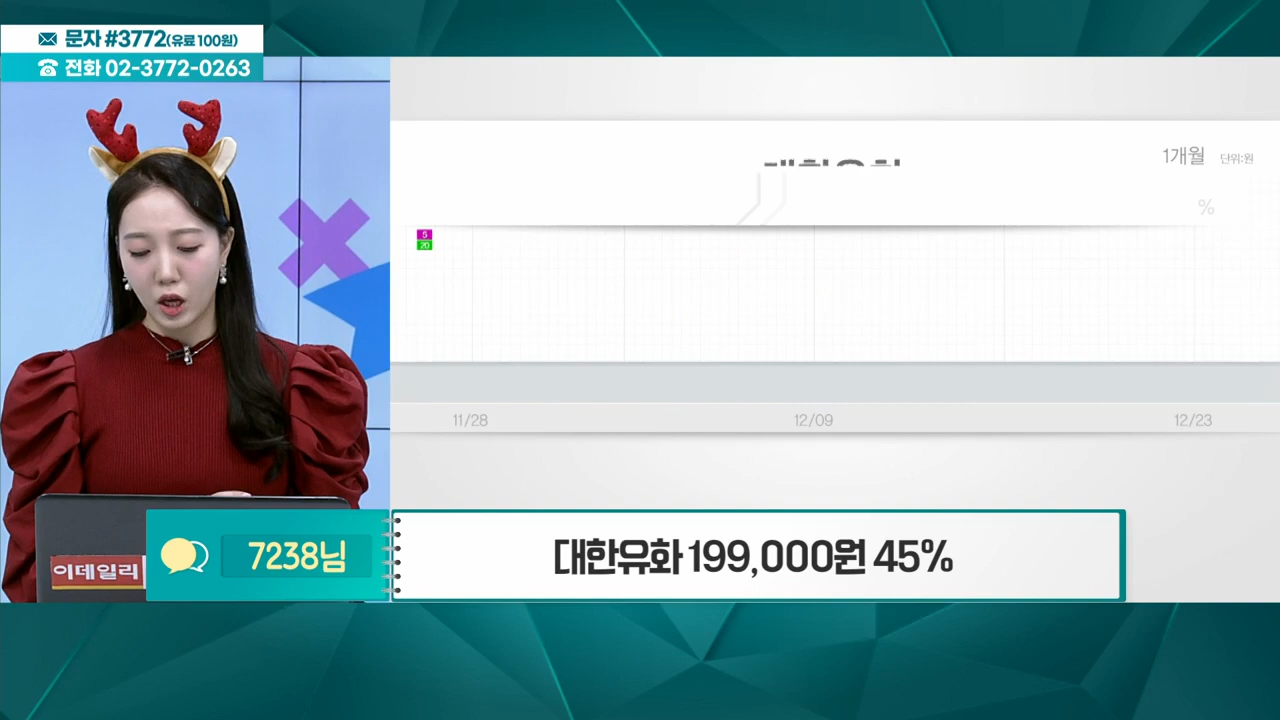 문자 #3772(유료 100원)
전화 02-3772-0263
1개월 단위:원
%
5
20
11/28 12/09 12/23
7238님
대한유화 199,000원 45%
이데일리